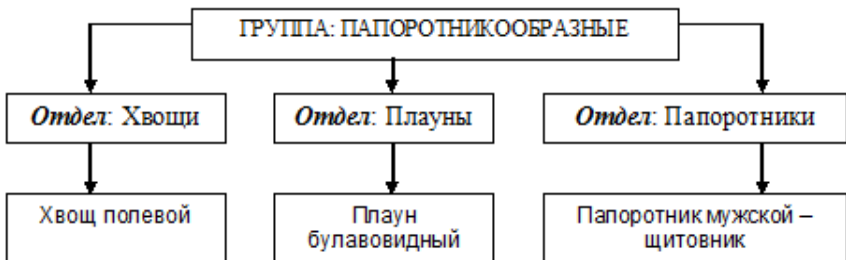 ГРУППА: ПАПОРОТНИКООБРАЗНЫЕ
Отдел: Хвощи
Отдел: Плауны
Отдел: Папоротники
Хвощ полевой
Плаун
булавовидный
Папоротник мужской –
щитовник